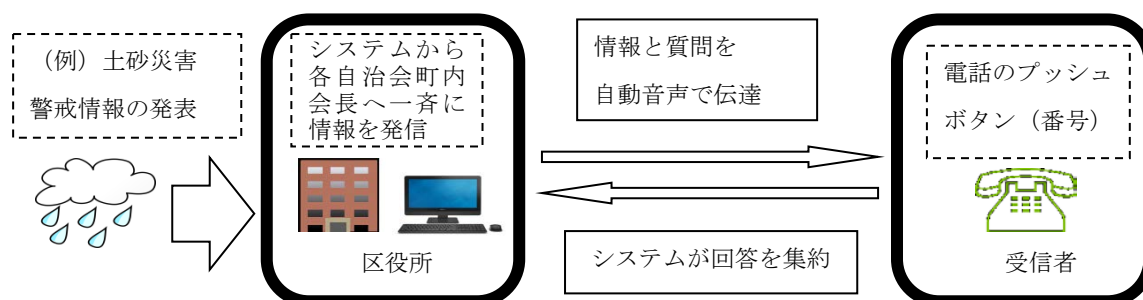 （例）土砂災害
警戒情報の発表
システムから
各自治会町内
会長へ一斉に
情報を発信
区役所
情報と質問を
自動音声で伝達
システムが回答を集約
電話のプッシュ
ボタン（番号）
受信者